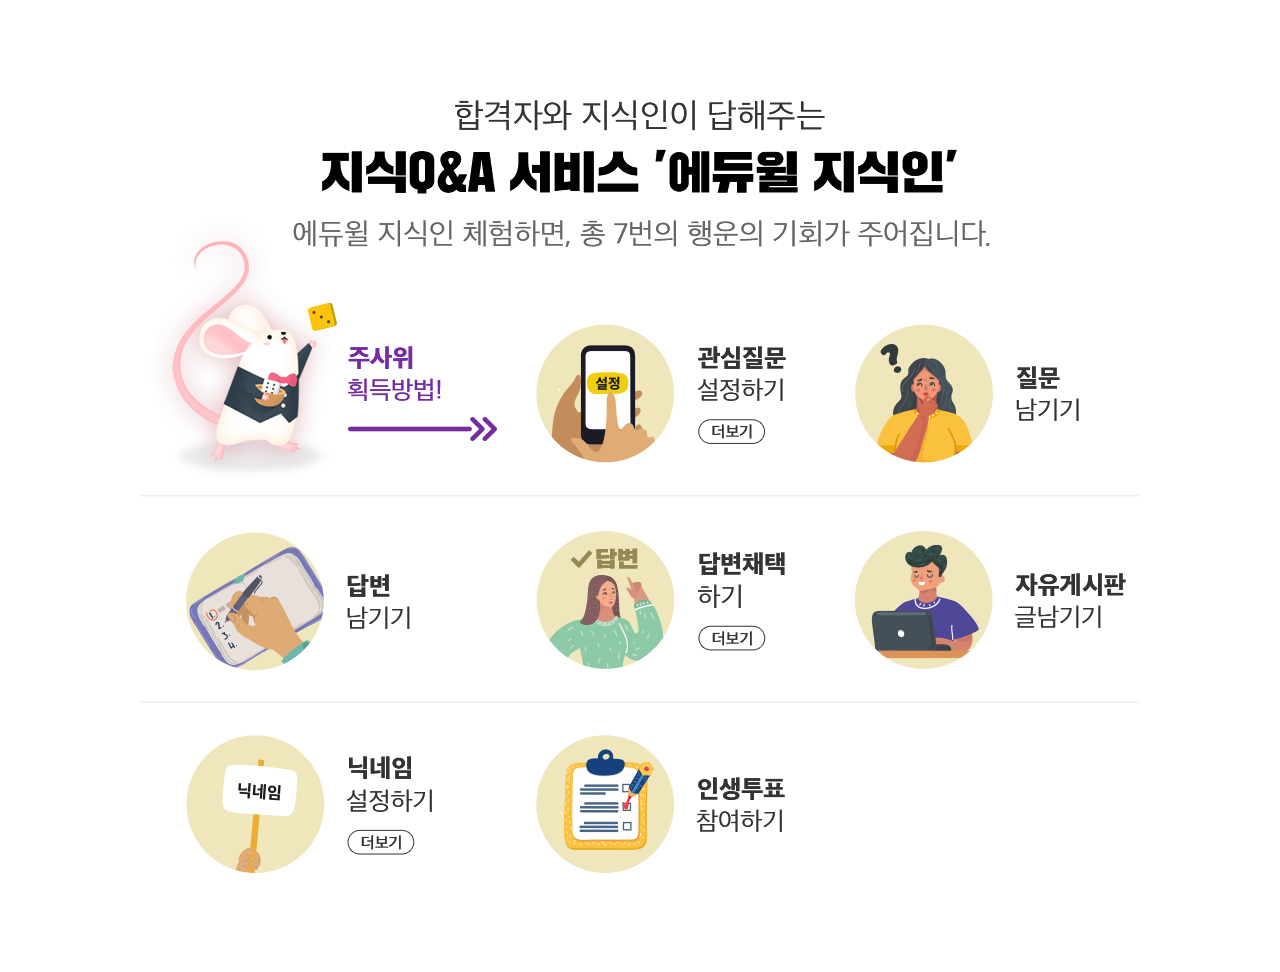 합격자와 지식인이 답해주는
지식Q&A 서비스 '에듀윌 지식인'
에듀윌 지식인 체험하면, 총 7번의 행운의 기회가 주어집니다.
주사위
획득방법!
설정
관심질문
설정하기
더보기
?
질문
남기기
1.
2.
3.
4.
답변
남기기
답변
답변채택
하기
더보기
자유게시판
글남기기
닉네임
닉네임
설정하기
더보기
인생투표
참여하기